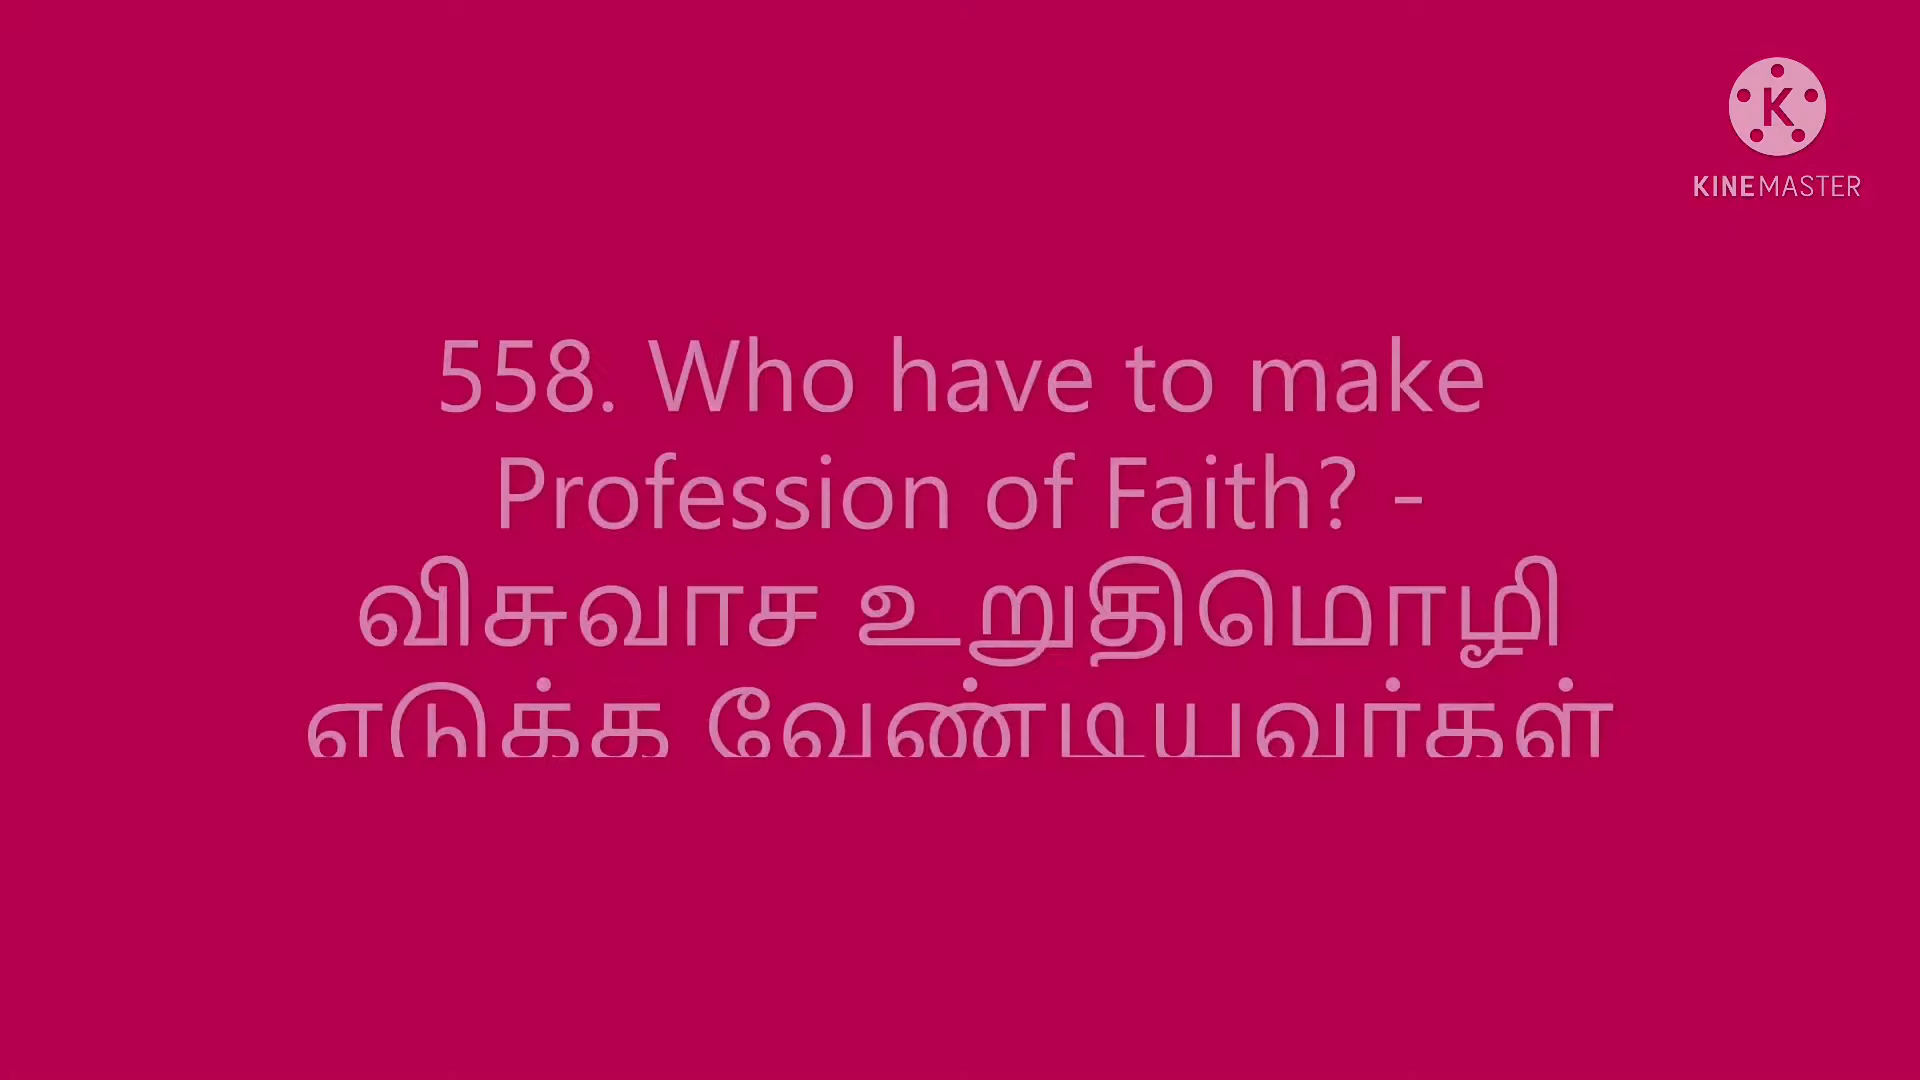 KINEMASTER
558. Who have to make
Profession of Faith? -
விசுவாச உறுதிமொழி
எடுக்க வேண்டியவர்கள்